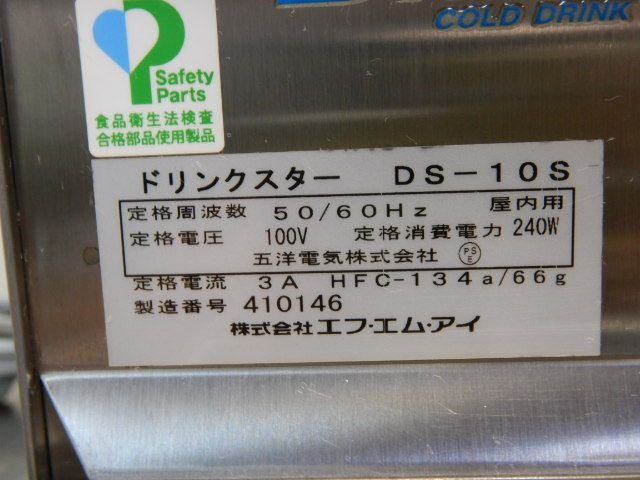 COLD DRINK
Safety
Parts
食品衛生法検査
合格部品使用製品
ドリンクスター DS-10S
定格周波数 50/60Hz 屋内用
定格電圧 100V 定格消費電力 240W
五洋電気株式会社 PSE
定格電流 3A HFC-134a/66g
製造番号 410146
株式会社エフ・エム・アイ